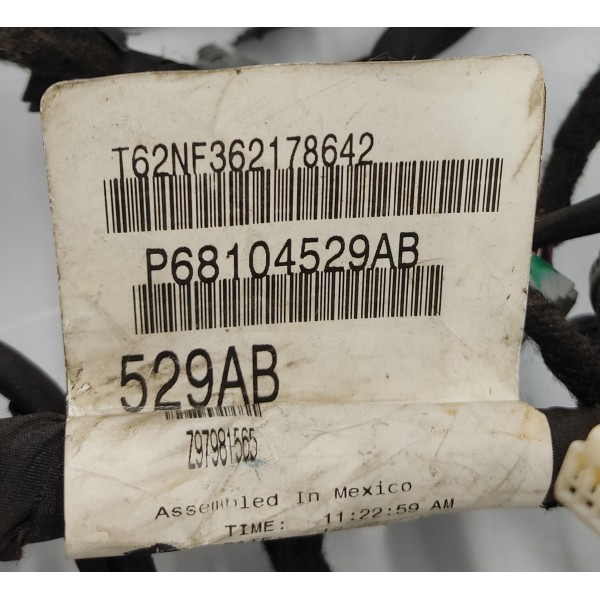 T62NF362178642
P68104529AB
529AB
Z97981565
Assembled In Mexico
TIME: 11:22:59 AM